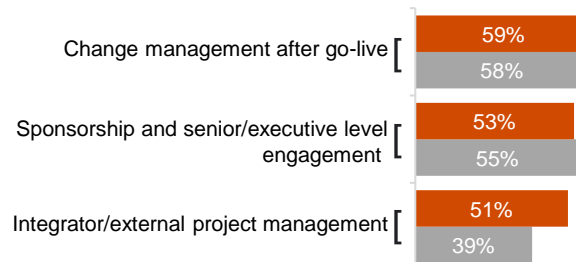 Change management after go-live
59%
58%
Sponsorship and senior/executive level
engagement
53%
55%
Integrator/external project management
51%
39%